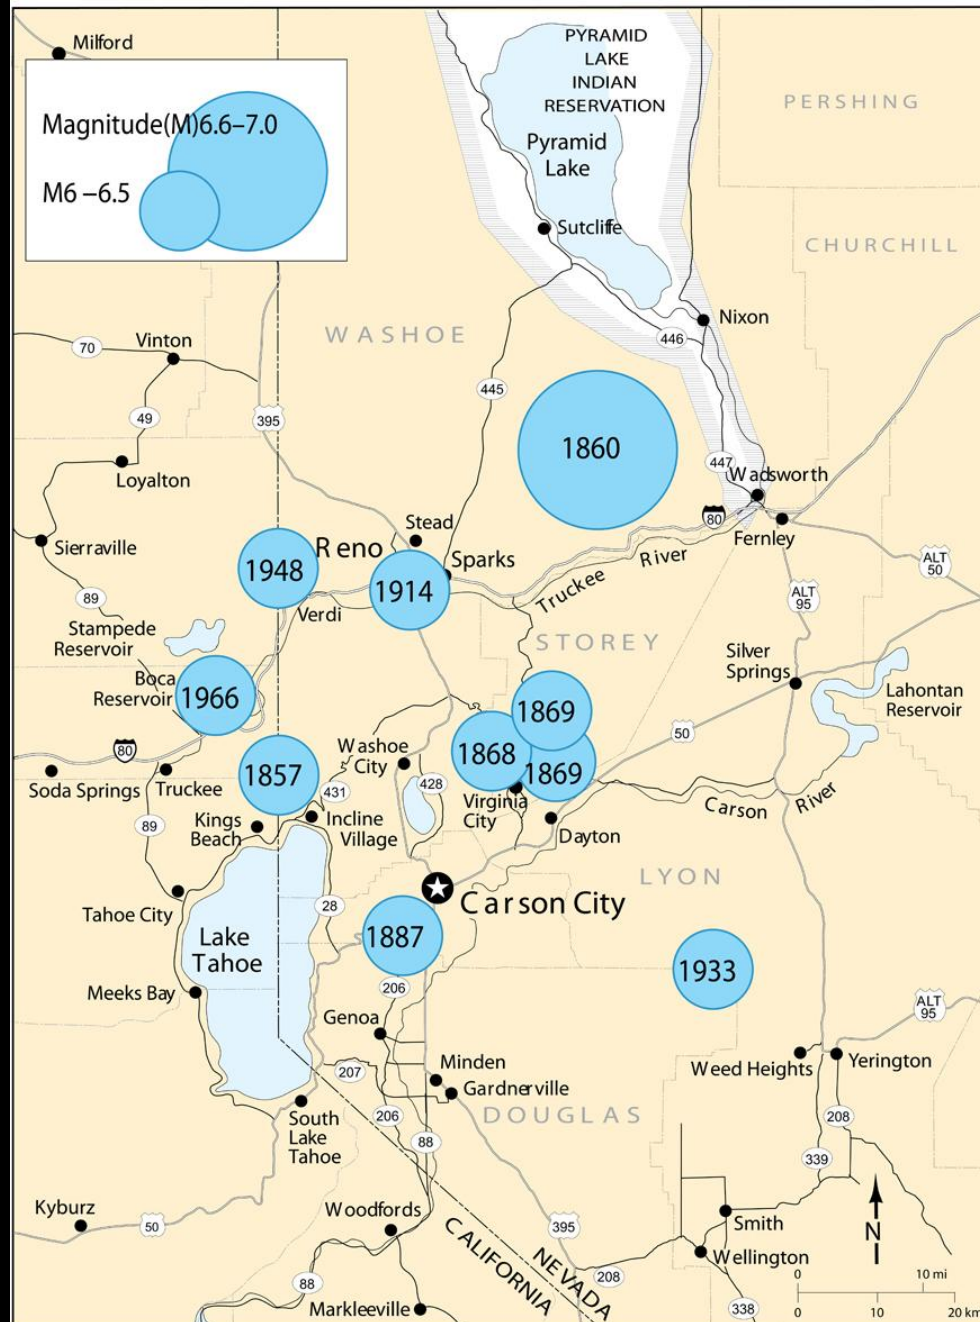 Milford
Magnitude(M)6.6–7.0
M6 –6.5
PYRAMID
LAKE
INDIAN
RESERVATION
Pyramid
Lake
PERSHING
Sutcliffe
CHURCHILL
Nixon
WASHOE
446
70
Vinton
445
49
395
1860
447
Wadsworth
Loyalton
80
Fernley
Stead
Reno
Sparks
Sierraville
1948
1914
Truckee River
ALT
50
ALT
95
89
Verdi
Stampede
Reservoir
STOREY
Silver
Springs
Boca
Reservoir
1966
1869
Lahontan
Reservoir
50
80
Washoe
City
1868
1869
Soda Springs
Truckee
1857
431
428
Virginia
City
Carson River
89
Kings
Beach
Incline
Village
Dayton
LYON
Tahoe City
28
Carson City
Lake
Tahoe
1887
1933
Meeks Bay
206
ALT
95
Genoa
Minden
Weed Heights
Yerington
207
Gardnerville
206
DOUGLAS
208
South
Lake
Tahoe
88
339
Kyburz
50
Woodfords
395
Smith
N
CALIFORNIA
NEVADA
Wellington
208
0 10 mi
88
Markleeville
338
0 10 20 km